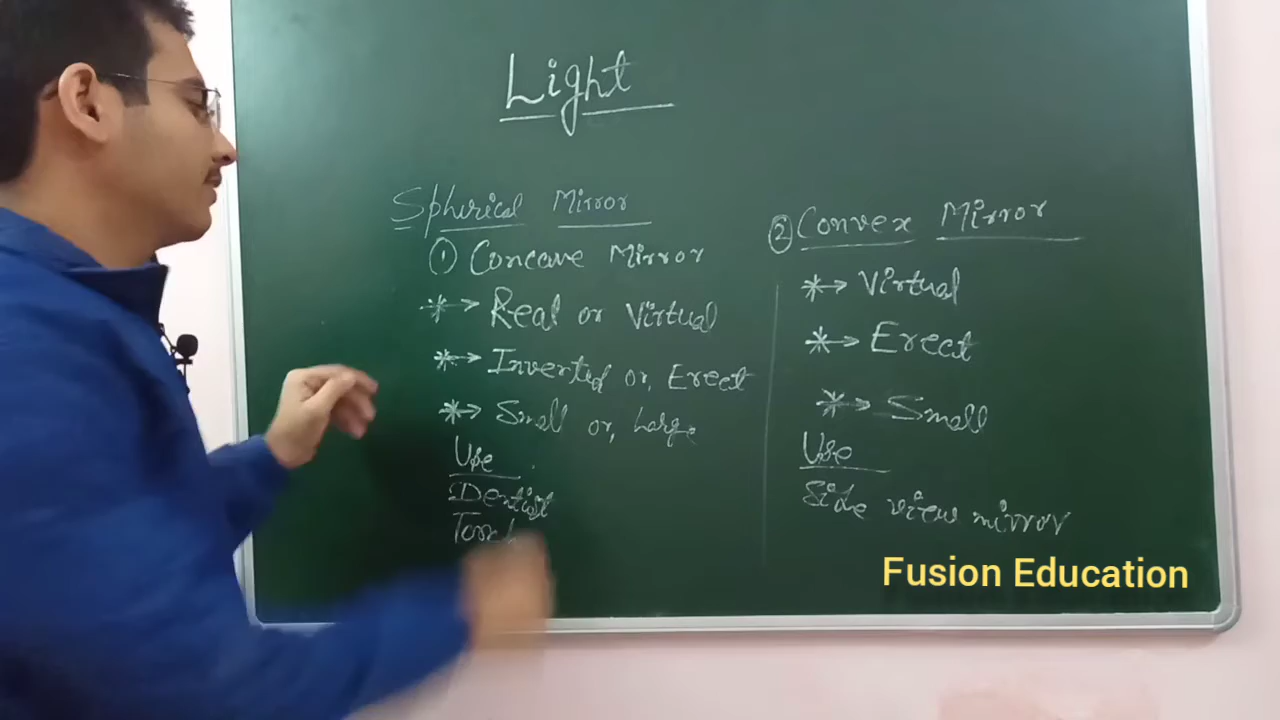 Light
Spherical Mirror
① Concave Mirror
*→ Real or Virtual
*→ Inverted or, Erect
*→ Small or, Large
Use
Dentist
Torch
② Convex Mirror
*→ Virtual
*→ Erect
*→ Small
Use
Side view mirror
Fusion Education